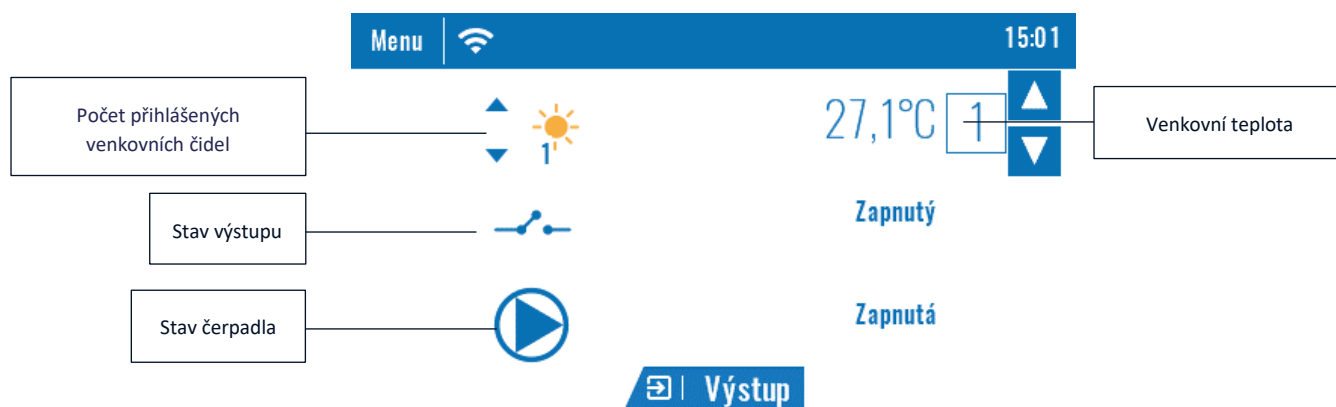 Menu
15:01
Počet přihlášených
venkovních čidel
1
27,1°C
1
Venkovní teplota
Stav výstupu
Zapnutý
Stav čerpadla
Zapnutá
Výstup